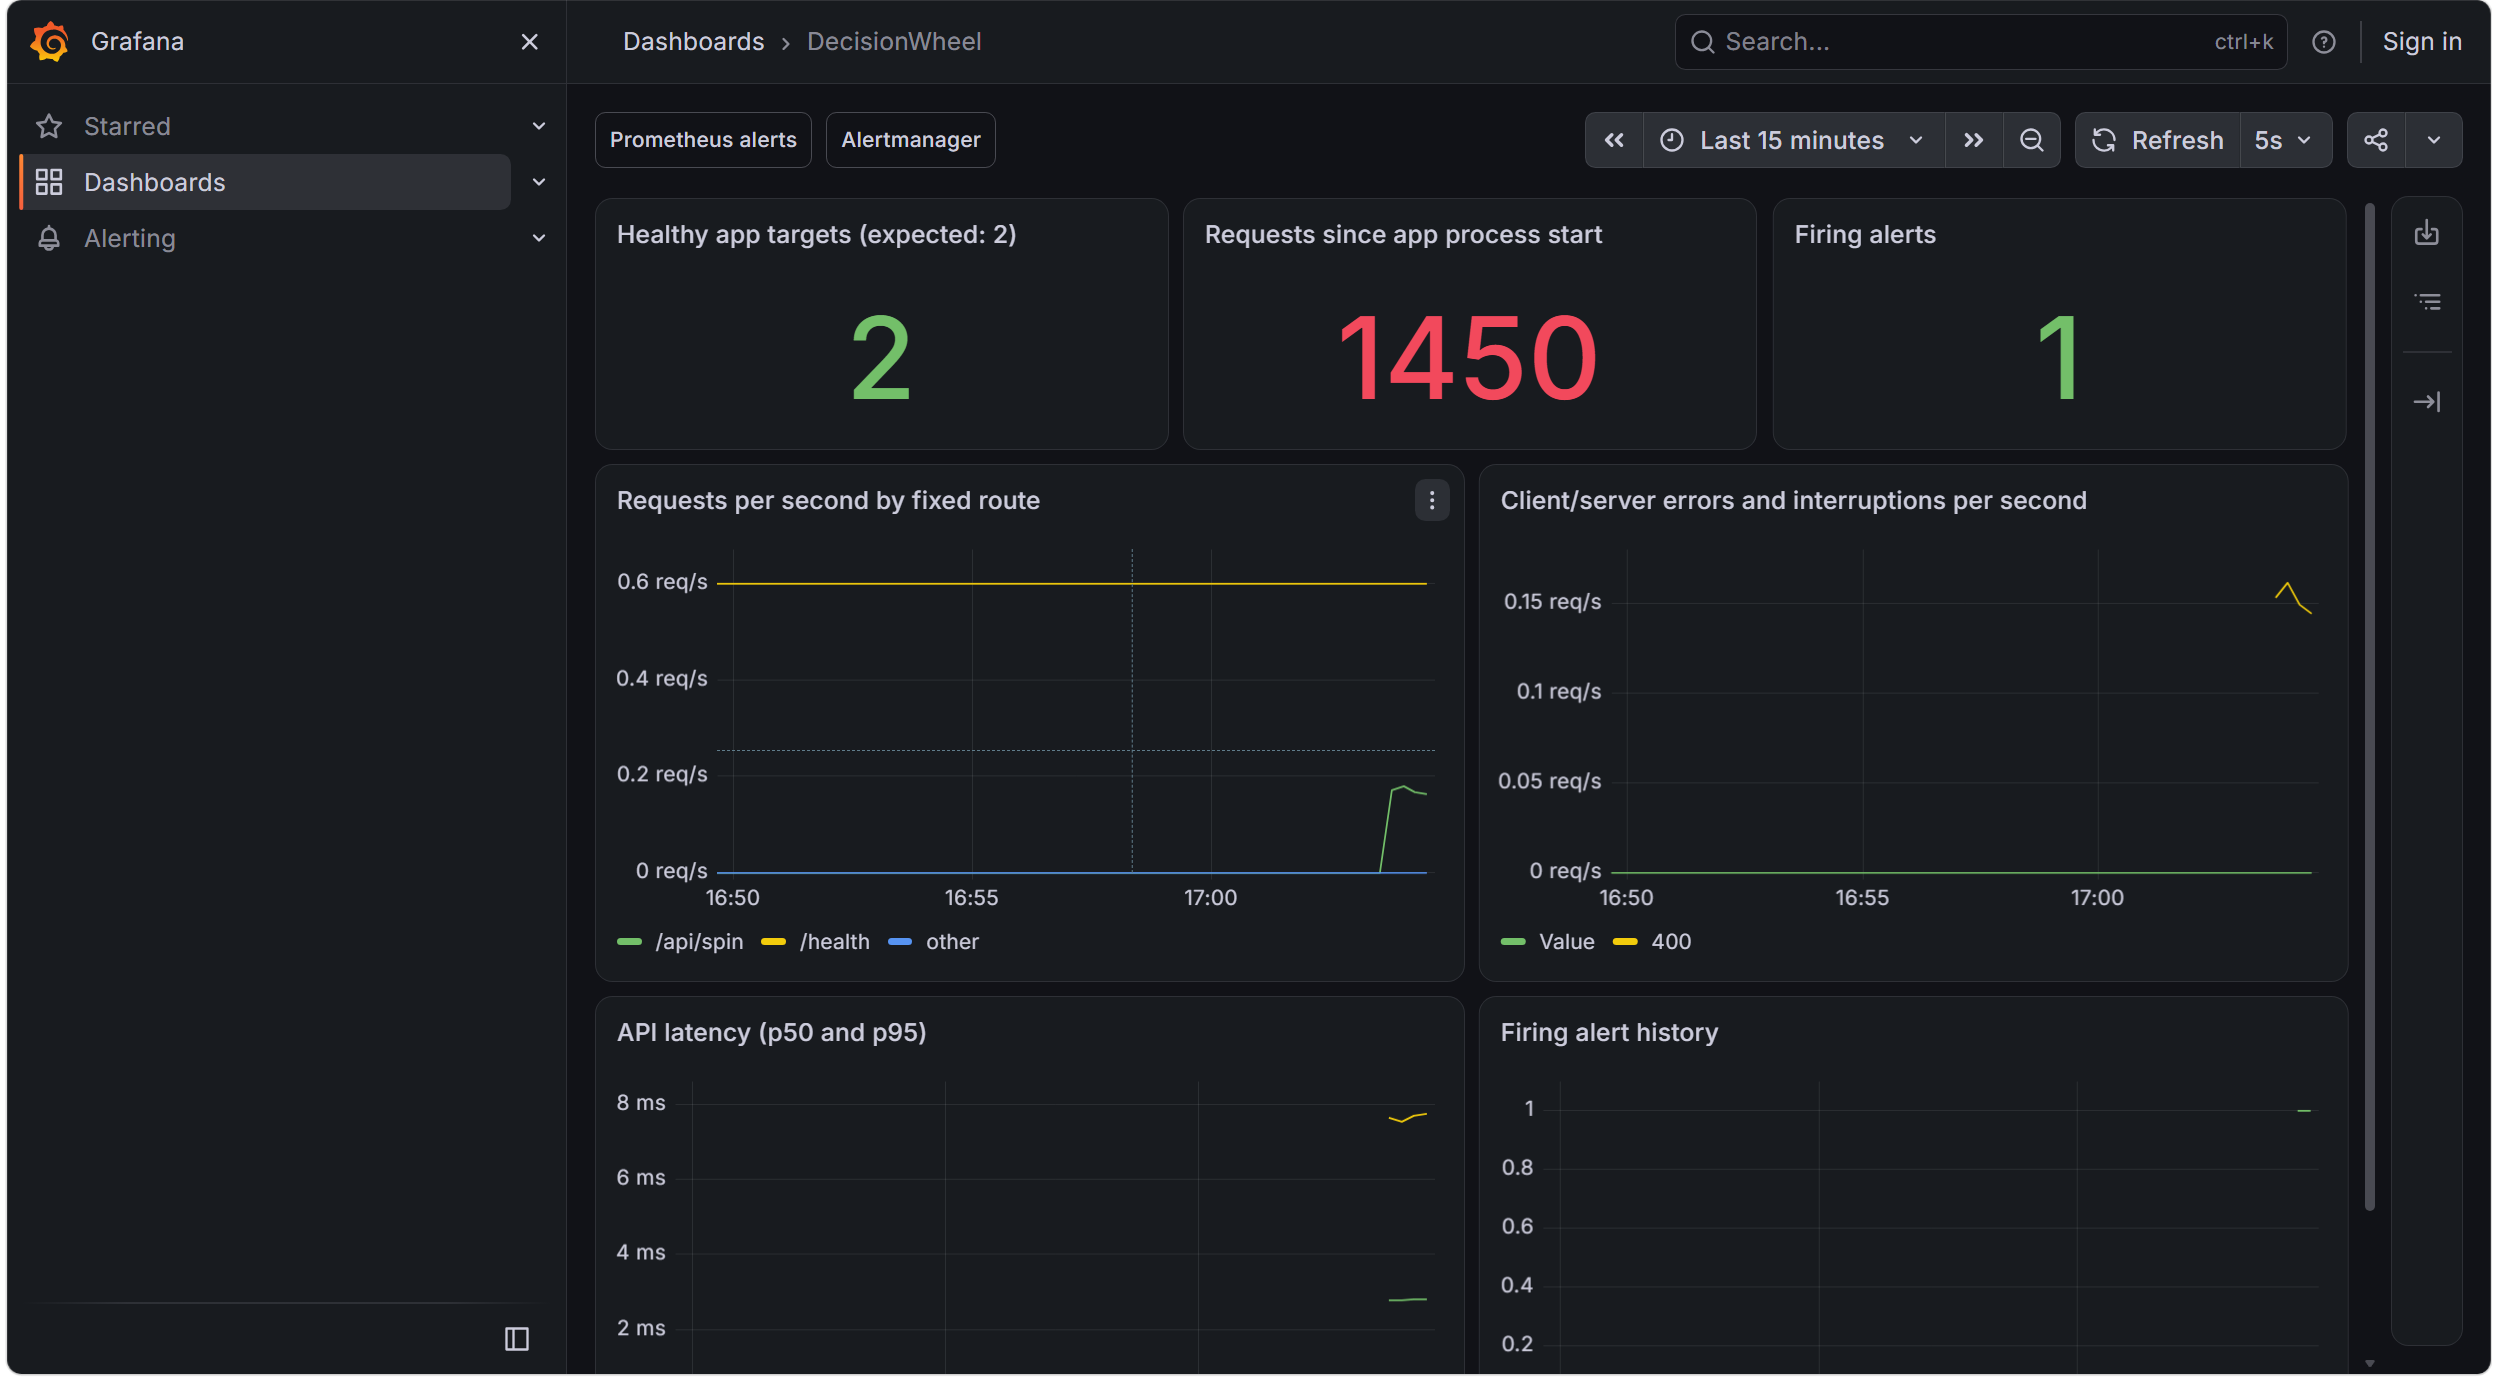 Grafana
Dashboards › DecisionWheel
Search...
ctrl+k
Sign in
Starred
Dashboards
Alerting
Prometheus alerts
Alertmanager
Last 15 minutes
Refresh
5s
Healthy app targets (expected: 2)
2
Requests since app process start
1450
Firing alerts
1
Requests per second by fixed route
0.6 req/s
0.4 req/s
0.2 req/s
0 req/s
16:50 16:55 17:00
/api/spin /health other
Client/server errors and interruptions per second
0.15 req/s
0.1 req/s
0.05 req/s
0 req/s
16:50 16:55 17:00
Value 400
API latency (p50 and p95)
8 ms
6 ms
4 ms
2 ms
Firing alert history
1
0.8
0.6
0.4
0.2